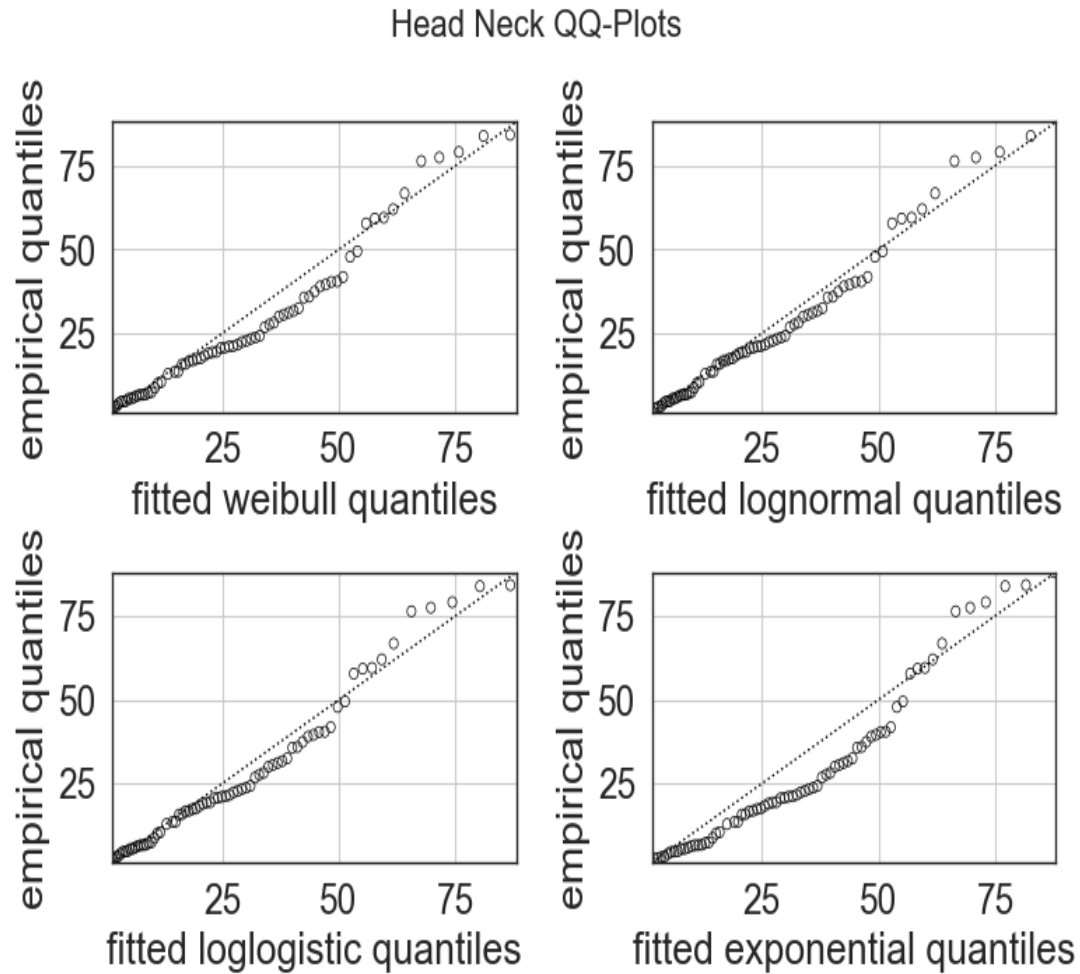 Head Neck QQ-Plots
empirical quantiles
75
50
25
25 50 75
fitted weibull quantiles
empirical quantiles
75
50
25
25 50 75
fitted lognormal quantiles
empirical quantiles
75
50
25
25 50 75
fitted loglogistic quantiles
empirical quantiles
75
50
25
25 50 75
fitted exponential quantiles